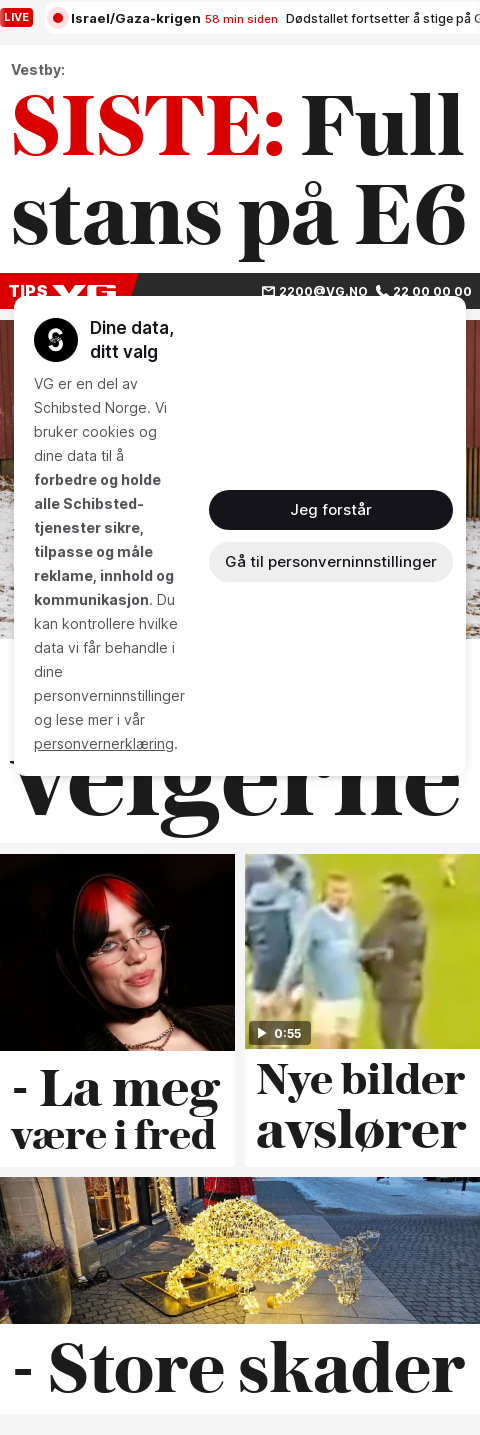 LIVE
Israel/Gaza-krigen 58 min siden Dødstallet fortsetter å stige på G
Vestby:
SISTE: Full
stans på E6
TIPS VG 2200@VG.NO 22 00 00 00
Dine data,
ditt valg
VG er en del av
Schibsted Norge. Vi
bruker cookies og
dine data til å
forbedre og holde
alle Schibsted-
tjenester sikre,
tilpasse og måle
reklame, innhold og
kommunikasjon. Du
kan kontrollere hvilke
data vi får behandle i
dine
personverninnstillinger
og lese mer i vår
personvernerklæring.
Jeg forstår
Gå til personverninnstillinger
velgerne
0:55
- La meg
være i fred
Nye bilder
avslører
- Store skader